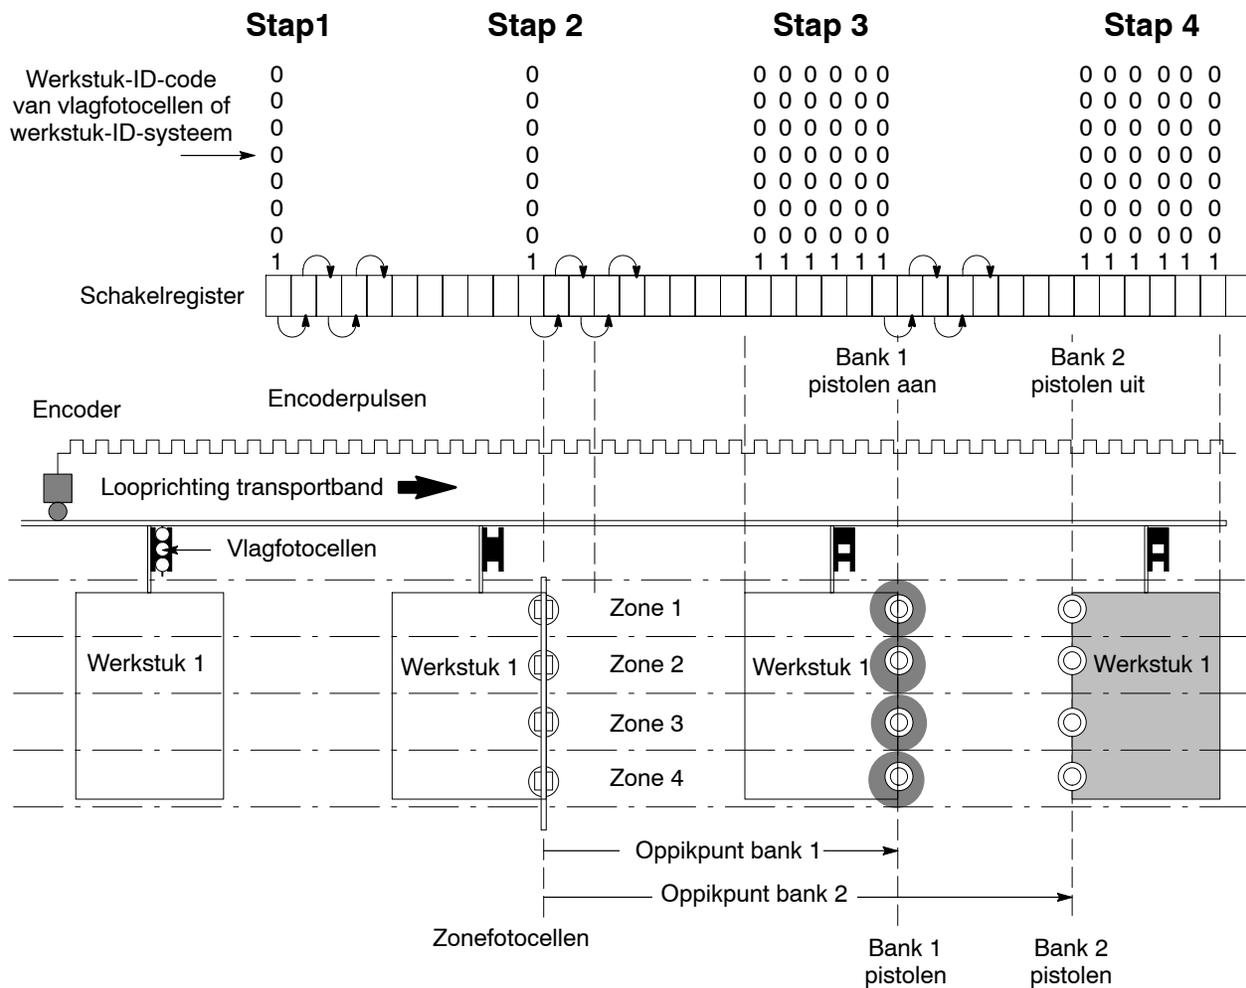 Stap1 Stap 2 Stap 3 Stap 4
Werkstuk-ID-code
van vlagfotocellen of
werkstuk-ID-systeem
0 0 0 0 0 0 0 0 0 0 0 0 0 0
0 0 0 0 0 0 0 0 0 0 0 0 0 0
0 0 0 0 0 0 0 0 0 0 0 0 0 0
0 0 0 0 0 0 0 0 0 0 0 0 0 0
0 0 0 0 0 0 0 0 0 0 0 0 0 0
0 0 0 0 0 0 0 0 0 0 0 0 0 0
0 0 0 0 0 0 0 0 0 0 0 0 0 0
1 1 1 1 1 1 1 1 1 1 1 1 1 1
Schakelregister
Bank 1
pistolen aan
Bank 2
pistolen uit
Encoder
Encoderpulsen
Looprichting transportband
Vlagfotocellen
Zone 1
Werkstuk 1 Werkstuk 1 Zone 2 Werkstuk 1 Werkstuk 1
Zone 3
Zone 4
Oppikpunt bank 1
Oppikpunt bank 2
Zonefotocellen
Bank 1
pistolen
Bank 2
pistolen